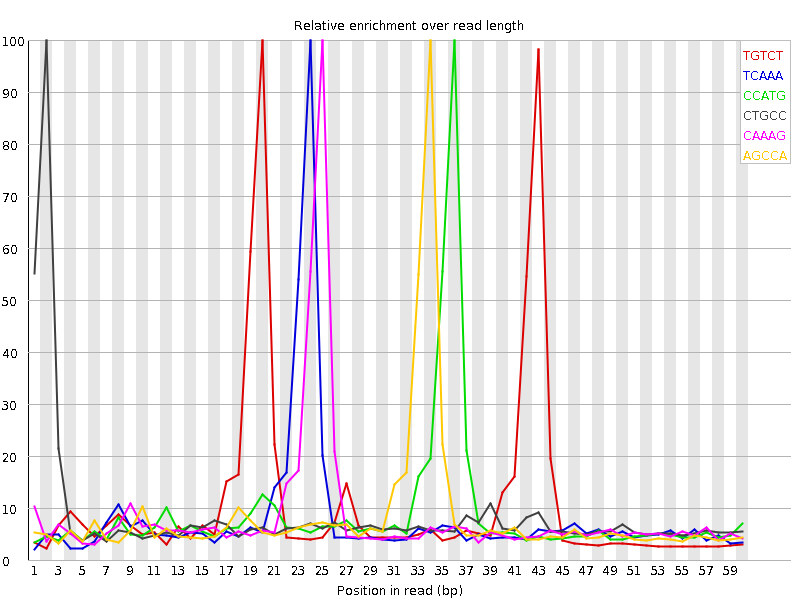 Relative enrichment over read length
100
90
80
70
60
50
40
30
20
10
0
TGTCT
TCAAA
CCATG
CTGCC
CAAAG
AGCCA
1 3 5 7 9 11 13 15 17 19 21 23 25 27 29 31 33 35 37 39 41 43 45 47 49 51 53 55 57 59
Position in read (bp)